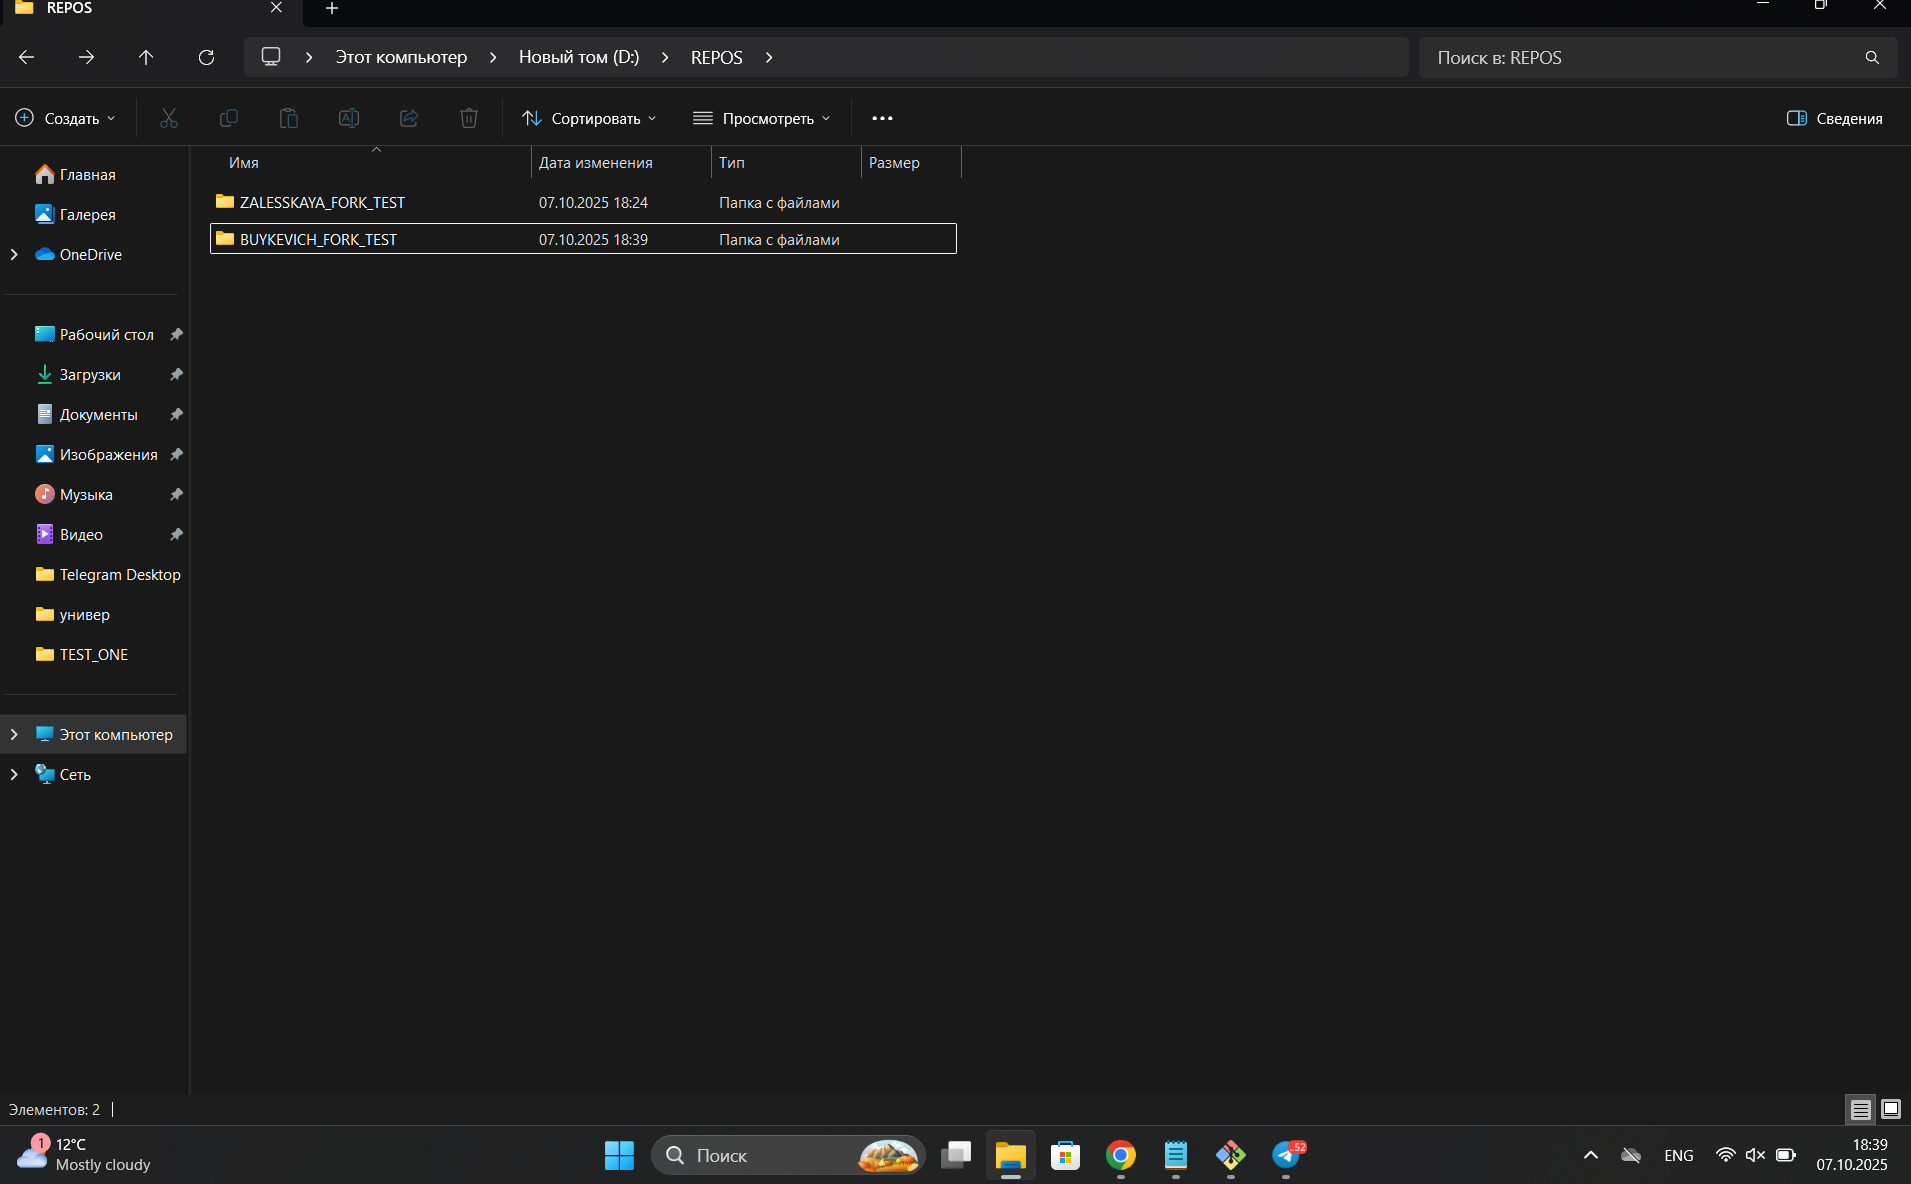 REPOS
Этот компьютер
Новый том (D:)
REPOS
Поиск в: REPOS
Создать
Сортировать
Просмотреть
Сведения
Имя
Дата изменения
Тип
Размер
ZALESSKAYA_FORK_TEST 07.10.2025 18:24 Папка с файлами
BUYKEVICH_FORK_TEST 07.10.2025 18:39 Папка с файлами
Главная
Галерея
OneDrive
Рабочий стол
Загрузки
Документы
Изображения
Музыка
Видео
Telegram Desktop
универ
TEST_ONE
Этот компьютер
Сеть
Элементов: 2
1
12°C
Mostly cloudy
Поиск
..52
ENG
18:39
07.10.2025